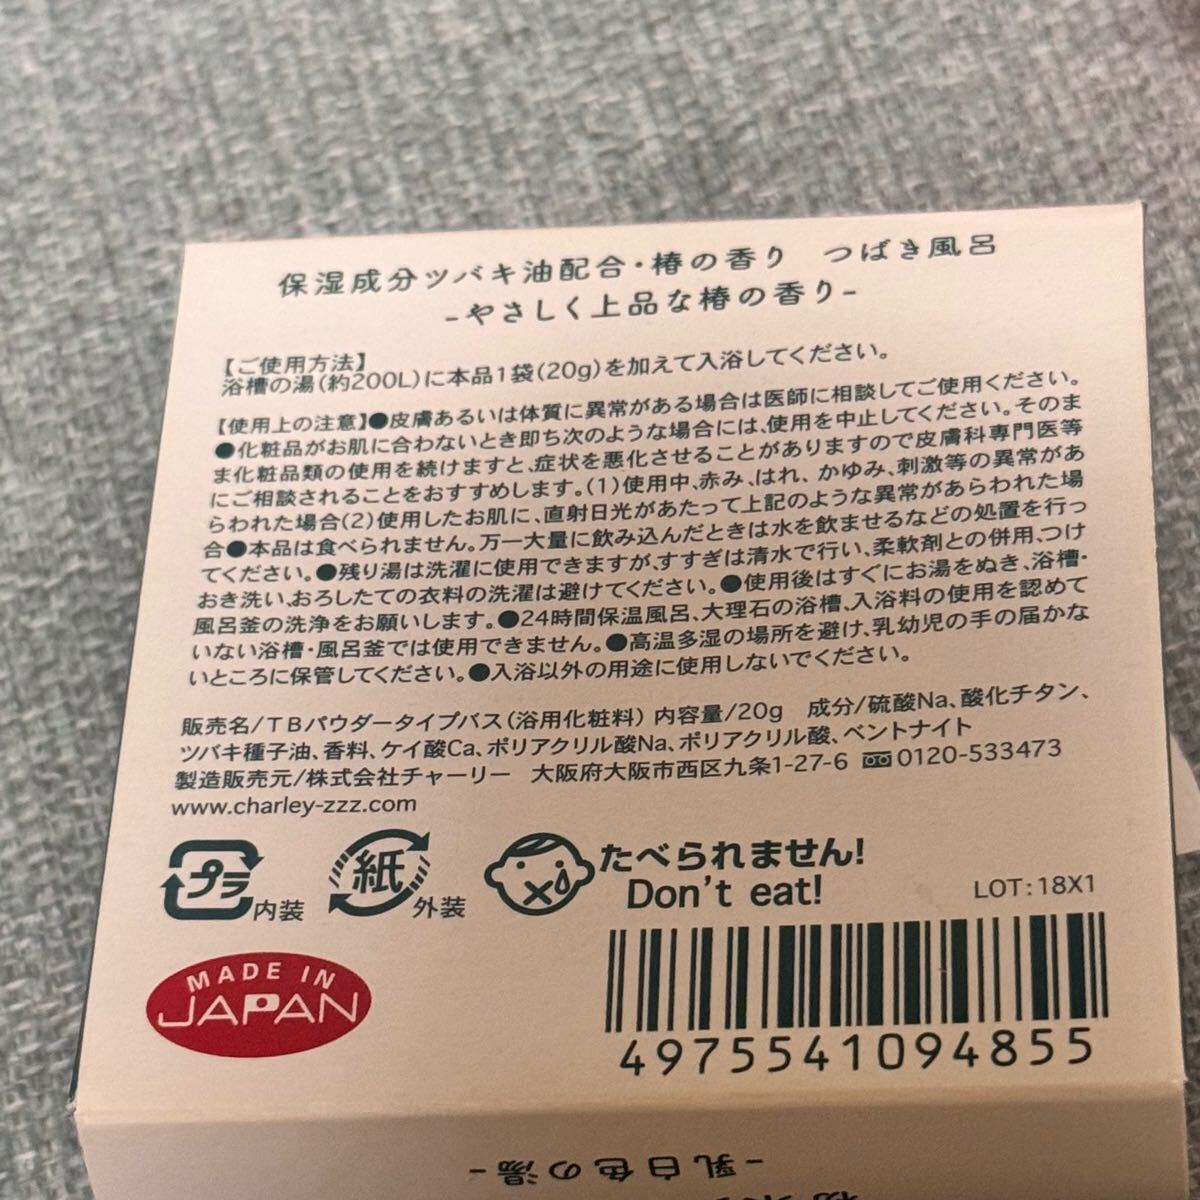 保湿成分ツバキ油配合・椿の香り　つばき風呂
-やさしく上品な椿の香り-
【ご使用方法】
浴槽の湯(約200L)に本品1袋(20g)を加えて入浴してください。
【使用上の注意】●皮膚あるいは体質に異常がある場合は医師に相談してご使用ください。
●化粧品がお肌に合わないとき即ち次のような場合には、使用を中止してください。そのま
ま化粧品類の使用を続けますと、症状を悪化させることがありますので皮膚科専門医等
にご相談されることをおすすめします。(1)使用中、赤み、はれ、かゆみ、刺激等の異常があ
らわれた場合(2)使用したお肌に、直射日光があたって上記のような異常があらわれた場
合●本品は食べられません。万一大量に飲み込んだときは水を飲ませるなどの処置を行っ
てください。●残り湯は洗濯に使用できますが、すすぎは清水で行い、柔軟剤との併用、つけ
おき洗い、おろしたての衣料の洗濯は避けてください。●使用後はすぐにお湯をぬき、浴槽・
風呂釜の洗浄をお願いします。●24時間保温風呂、大理石の浴槽、入浴料の使用を認めて
いない浴槽・風呂釜では使用できません。●高温多湿の場所を避け、乳幼児の手の届かな
いところに保管してください。●入浴以外の用途に使用しないでください。
販売名/TBパウダータイプバス(浴用化粧料) 内容量/20g　成分/硫酸Na、酸化チタン、
ツバキ種子油、香料、ケイ酸Ca、ポリアクリル酸Na、ポリアクリル酸、ベントナイト
製造販売元/株式会社チャーリー　大阪府大阪市西区九条1-27-6 0120-533473
www.charley-zzz.com
プラ 内装
紙 外装
たべられません!
Don't eat!
LOT:18X1
MADE IN
JAPAN
4975541094855
-乳白色の湯-